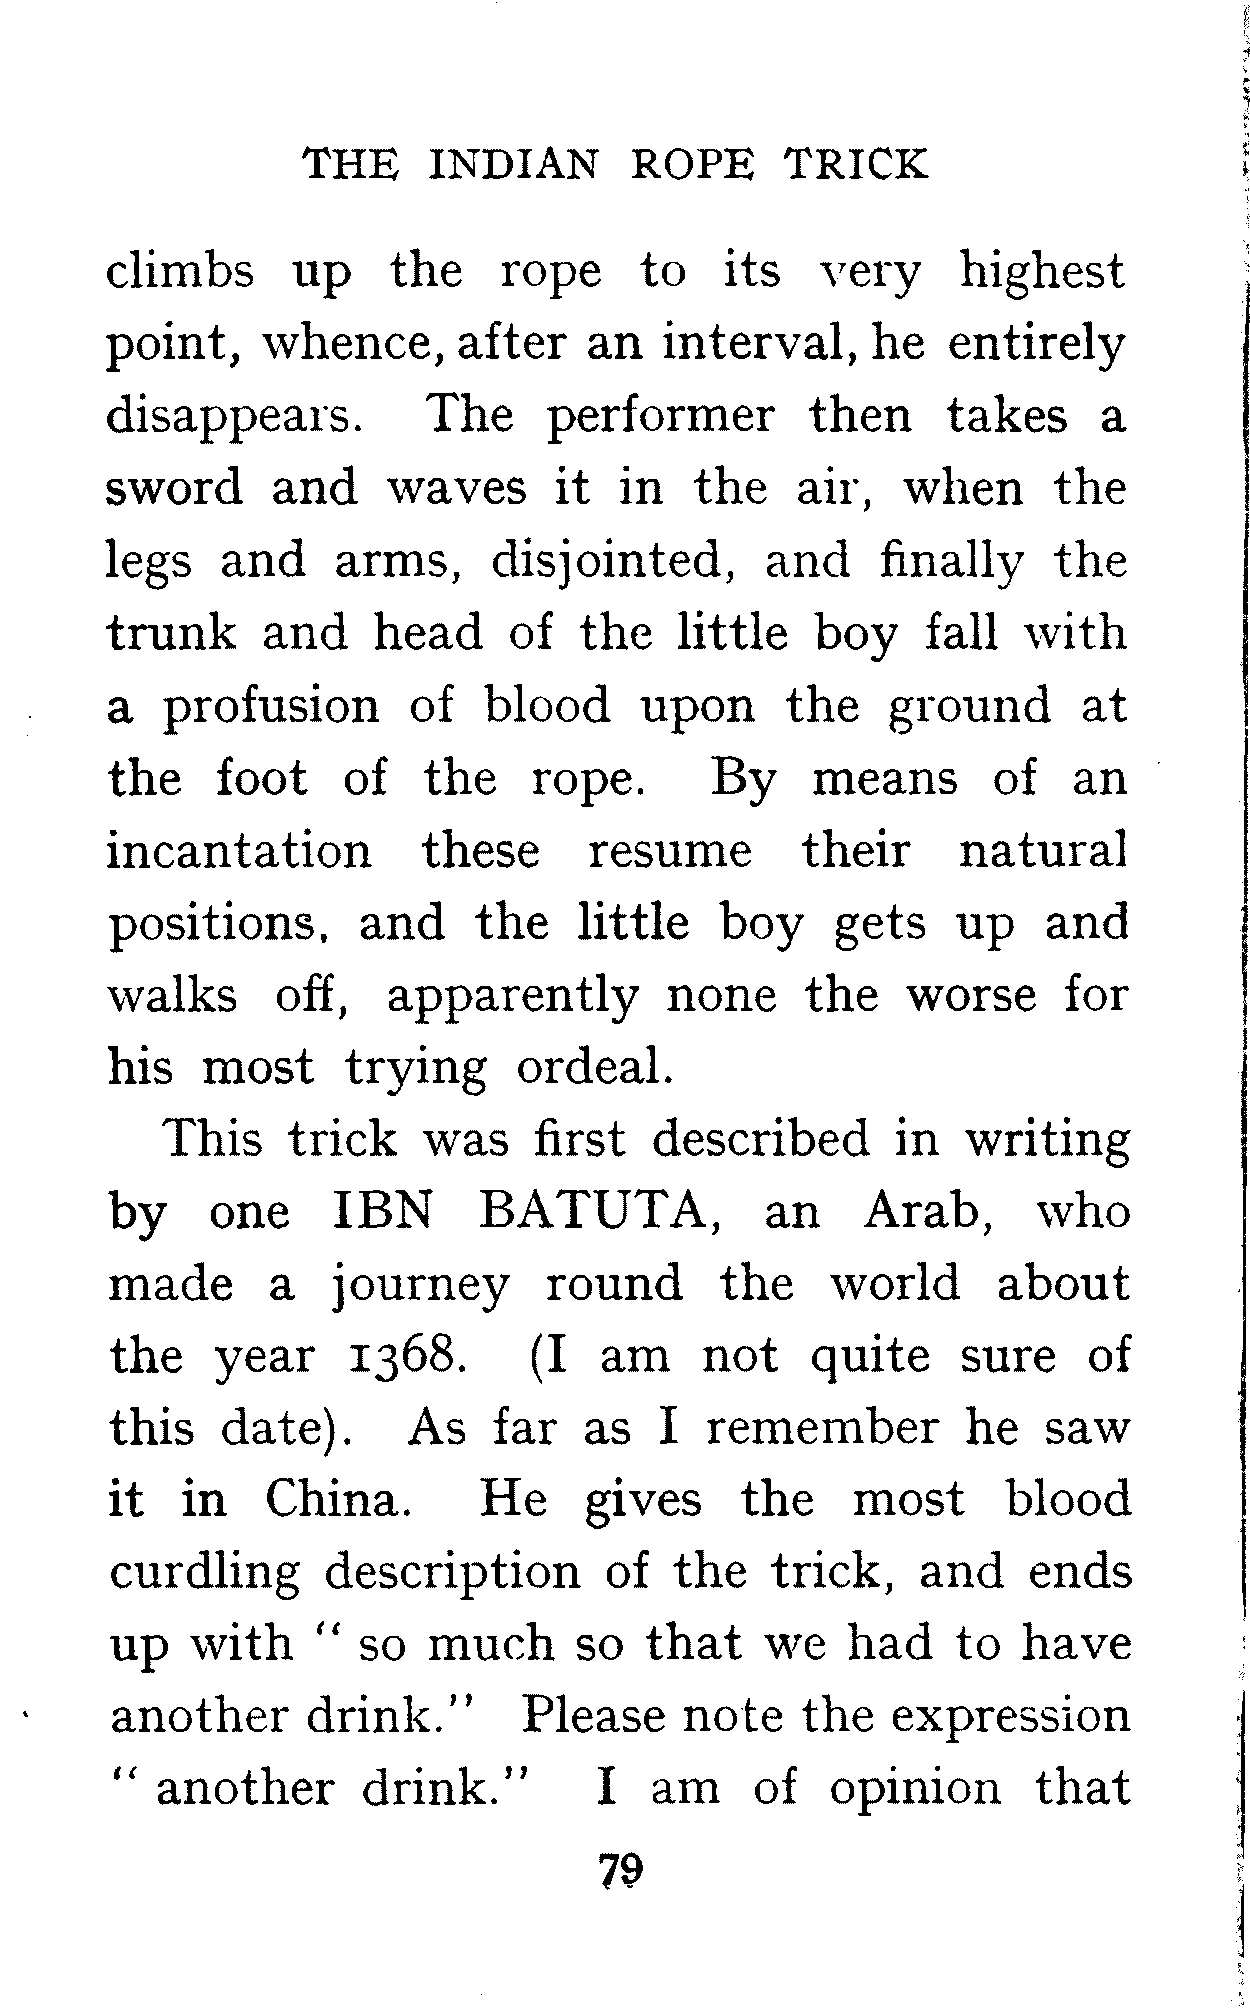 THE INDIAN ROPE TRICK
climbs up the rope to its very highest
point, whence, after an interval, he entirely
disappears. The performer then takes a
sword and waves it in the air, when the
legs and arms, disjointed, and finally the
trunk and head of the little boy fall with
a profusion of blood upon the ground at
the foot of the rope. By means of an
incantation these resume their natural
positions, and the little boy gets up and
walks off, apparently none the worse for
his most trying ordeal.
This trick was first described in writing
by one IBN BATUTA, an Arab, who
made a journey round the world about
the year 1368. (I am not quite sure of
this date). As far as I remember he saw
it in China. He gives the most blood
curdling description of the trick, and ends
up with “ so much so that we had to have
another drink.” Please note the expression
“ another drink.” I am of opinion that
79